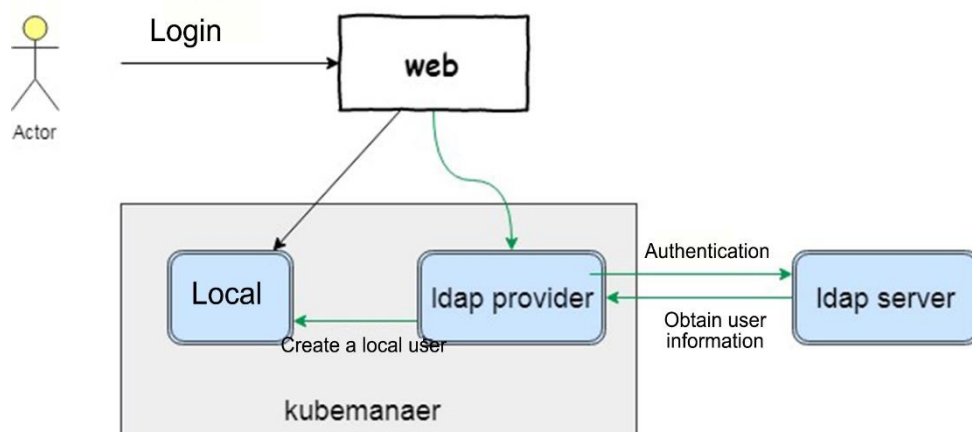 Login
web
Actor
Local
ldap provider
Authentication
ldap server
Obtain user
information
Create a local user
kubemanaer